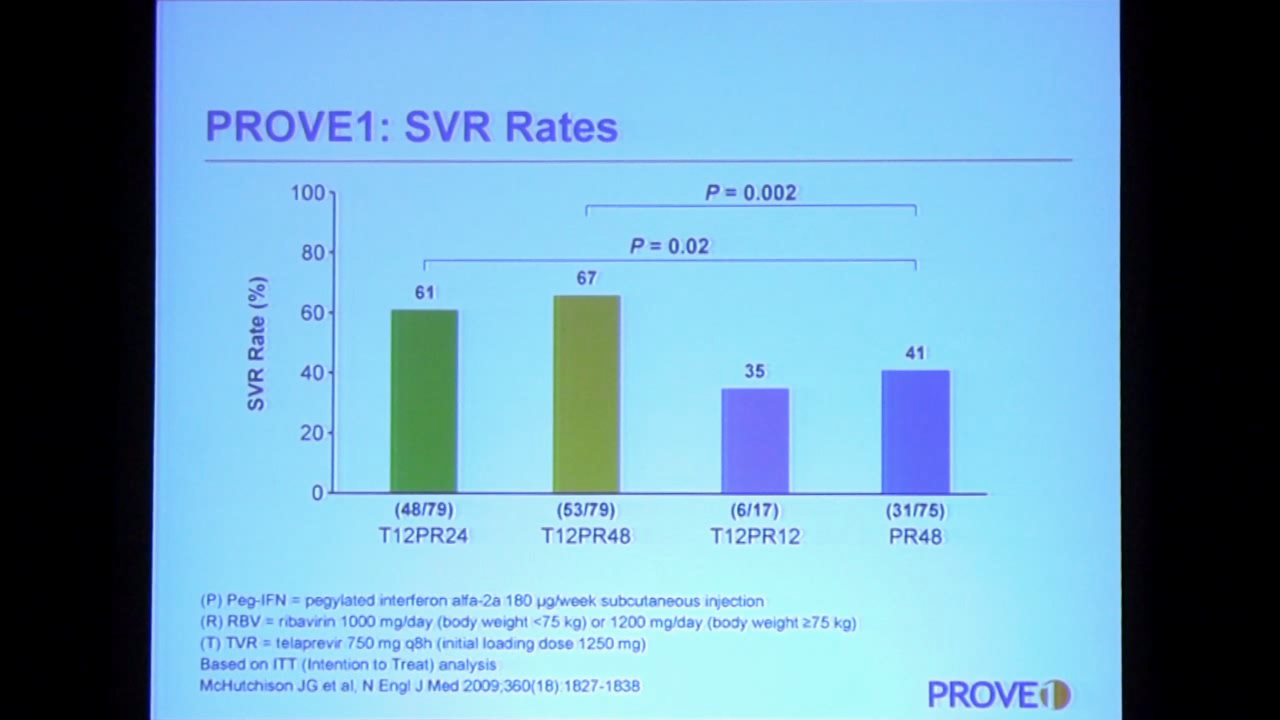 PROVE1: SVR Rates
P = 0.002
P = 0.02
SVR Rate (%)
100
80
60
40
20
0
61
67
35
41
(48/79) (53/79) (6/17) (31/75)
T12PR24 T12PR48 T12PR12 PR48
(P) Peg-IFN = pegylated interferon alfa-2a 180 µg/week subcutaneous injection
(R) RBV = ribavirin 1000 mg/day (body weight <75 kg) or 1200 mg/day (body weight ≥75 kg)
(T) TVR = telaprevir 750 mg q8h (initial loading dose 1250 mg)
Based on ITT (Intention to Treat) analysis
McHutchison JG et al, N Engl J Med 2009;360(18):1827-1838
PROVE1